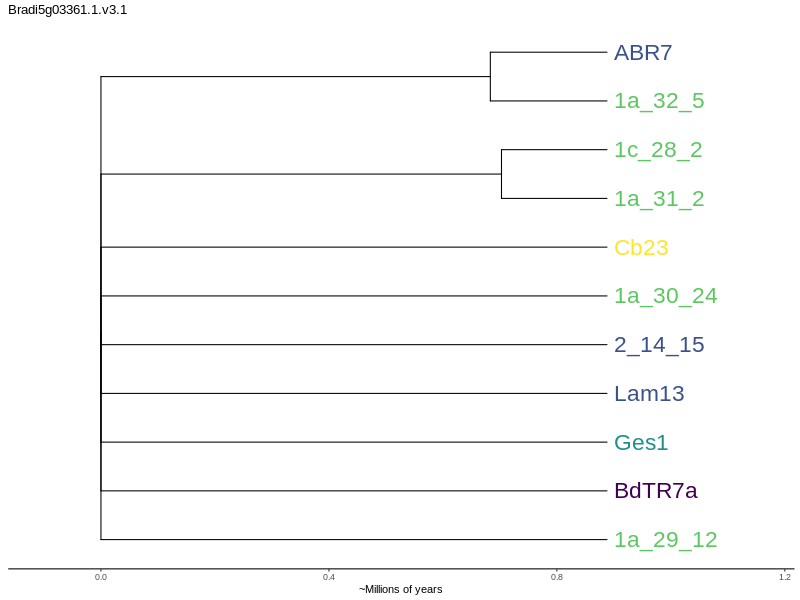 Bradi5g03361.1.v3.1
ABR7
1a_32_5
1c_28_2
1a_31_2
Cb23
1a_30_24
2_14_15
Lam13
Ges1
BdTR7a
1a_29_12
0.0 0.4 0.8 1.2
~Millions of years